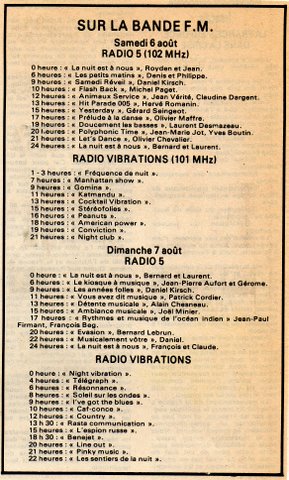 SUR LA BANDE F.M.
Samedi 6 août
RADIO 5 (102 MHz)
0 heure : « La nuit est à nous », Royden et Jean.
6 heures : « Les petits matins », Denis et Philippe.
9 heures : « Samedi Réveil », Daniel Kirsch.
10 heures : « Flash Back », Michel Paget.
12 heures : « Animaux Service », Jean Vérité, Claudine Dargent.
13 heures : « Hit Parade 005 », Hervé Romanin.
15 heures : « Yesterday », Gérard Seingeot.
17 heures : « Prélude à la danse », Olivier Maffre.
19 heures : « Doucement les basses », Laurent Desmazeau.
20 heures : « Polyphonic Time », Jean-Marie Jot, Yves Boutin.
21 heures : « Let's Dance », Olivier Chevalier.
24 heures : « La nuit est à nous », Bernard et Laurent.
RADIO VIBRATIONS (101 MHz)
1 - 3 heures : « Fréquence de nuit ».
7 heures : « Manhattan show ».
9 heures : « Gomina ».
11 heures : « Katmandu ».
13 heures : « Cocktail Vibration ».
15 heures : « Stéréofolies ».
16 heures : « Peanuts ».
18 heures : « American power ».
19 heures : « Conviction ».
21 heures : « Night club ».
Dimanche 7 août
RADIO 5
0 heure : « La nuit est à nous », Bernard et Laurent.
6 heures : « Le kiosque à musique », Jean-Pierre Aufort et Gérome.
9 heures : « Les années folles », Daniel Kirsch.
11 heures : « Vous avez dit musique », Patrick Cordier.
13 heures : « Détente musicale », Alain Chesneau.
15 heures : « Ambiance musicale », Joël Minier.
17 heures : « Rythmes et musique de l'océan indien » Jean-Paul
Firmant, François Beg.
20 heures : « Evasion », Bernard Lebrun.
22 heures : « Musicalement vôtre », Daniel.
24 heures : « La nuit est à nous », François et Claude.
RADIO VIBRATIONS
0 heure : « Night vibration ».
4 heures : « Télégraph ».
6 heures : « Résonnance ».
8 heures : « Soleil sur les ondes ».
9 heures : « I've got the blues ».
10 heures : « Caf-conce ».
12 heures : « Country ».
13 h 30 : « Rasta communication ».
17 heures : « L'espion russe ».
18 h 30 : « Benejet ».
20 heures : « Line out ».
21 heures : « Pinky music ».
22 heures : « Les sentiers de la nuit ».